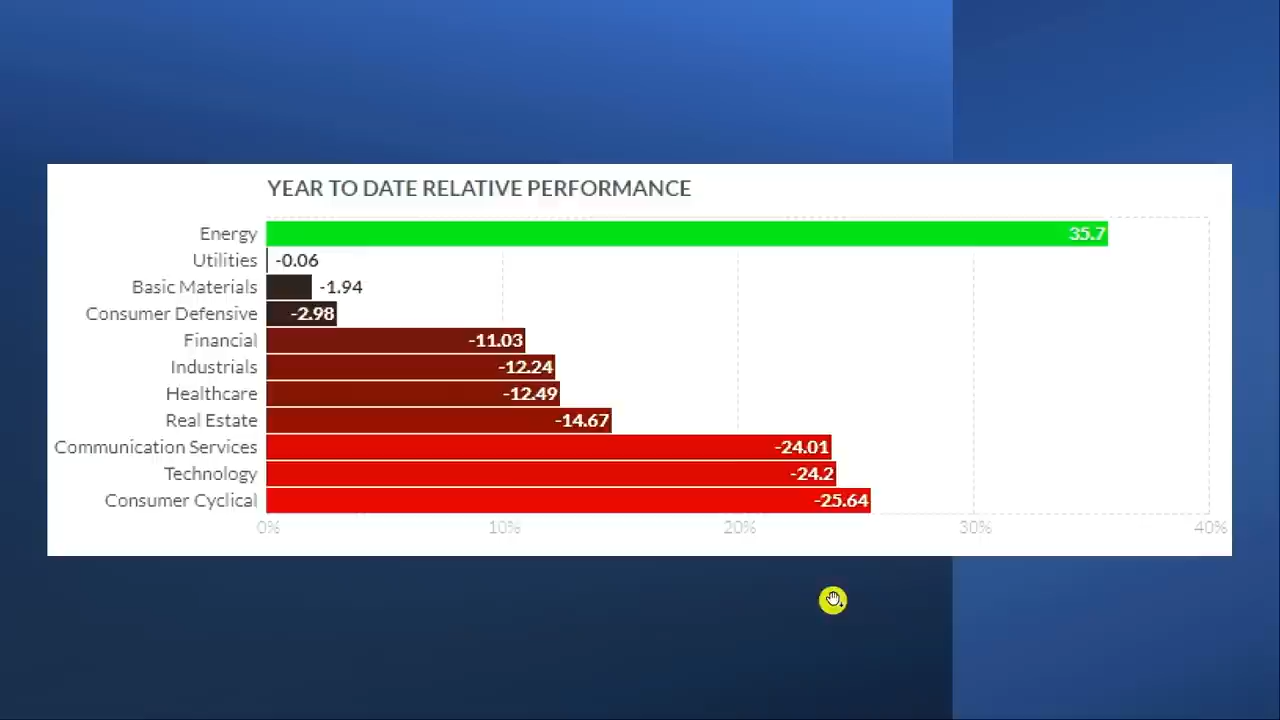 YEAR TO DATE RELATIVE PERFORMANCE
Energy 35.7
Utilities -0.06
Basic Materials -1.94
Consumer Defensive -2.98
Financial -11.03
Industrials -12.24
Healthcare -12.49
Real Estate -14.67
Communication Services -24.01
Technology -24.2
Consumer Cyclical -25.64
0% 10% 20% 30% 40%